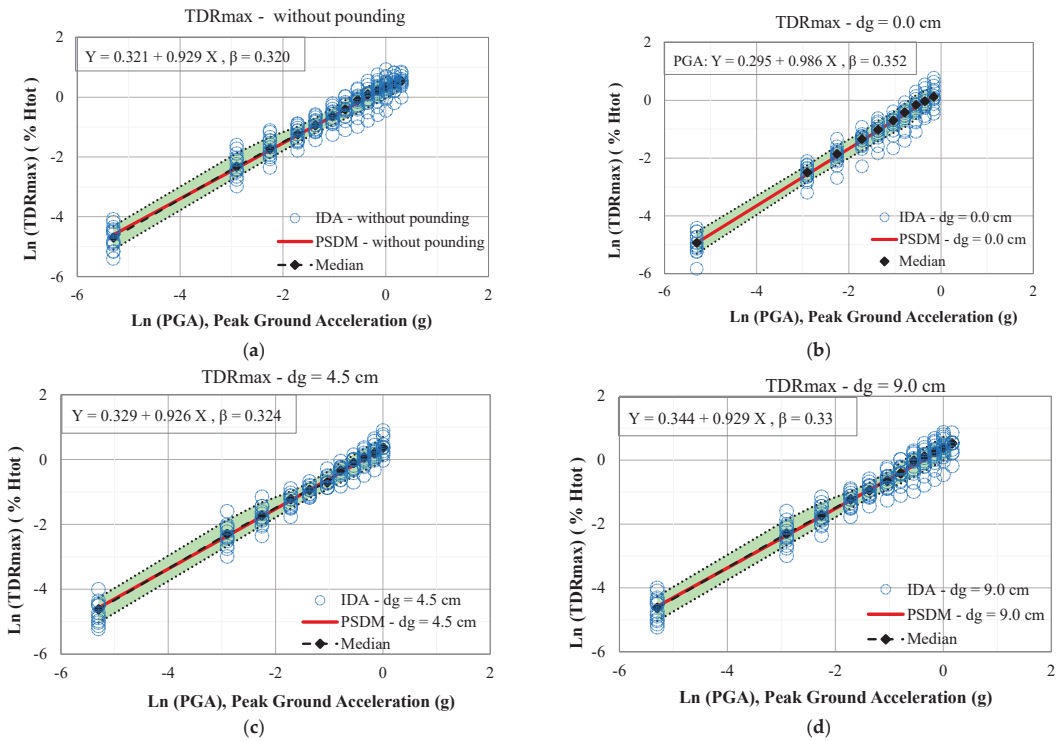 TDRmax - without pounding
Y = 0.321 + 0.929 X , β = 0.320
Ln (TDRmax) ( % Htot)
2
0
-2
-4
-6
IDA - without pounding
PSDM - without pounding
Median
-6 -4 -2 0 2
Ln (PGA), Peak Ground Acceleration (g)
(a)
TDRmax - dg = 0.0 cm
PGA: Y = 0.295 + 0.986 X , β = 0.352
Ln (TDRmax) ( % Htot)
2
0
-2
-4
-6
IDA - dg = 0.0 cm
PSDM - dg = 0.0 cm
Median
-6 -4 -2 0 2
Ln (PGA), Peak Ground Acceleration (g)
(b)
TDRmax - dg = 4.5 cm
Y = 0.329 + 0.926 X , β = 0.324
Ln (TDRmax) ( % Htot )
2
0
-2
-4
-6
IDA - dg = 4.5 cm
PSDM - dg = 4.5 cm
Median
-6 -4 -2 0 2
Ln (PGA), Peak Ground Acceleration (g)
(c)
TDRmax - dg = 9.0 cm
Y = 0.344 + 0.929 X , β = 0.33
Ln (TDRmax) ( % Htot )
2
0
-2
-4
-6
IDA - dg = 9.0 cm
PSDM - dg = 9.0 cm
Median
-6 -4 -2 0 2
Ln (PGA), Peak Ground Acceleration (g)
(d)